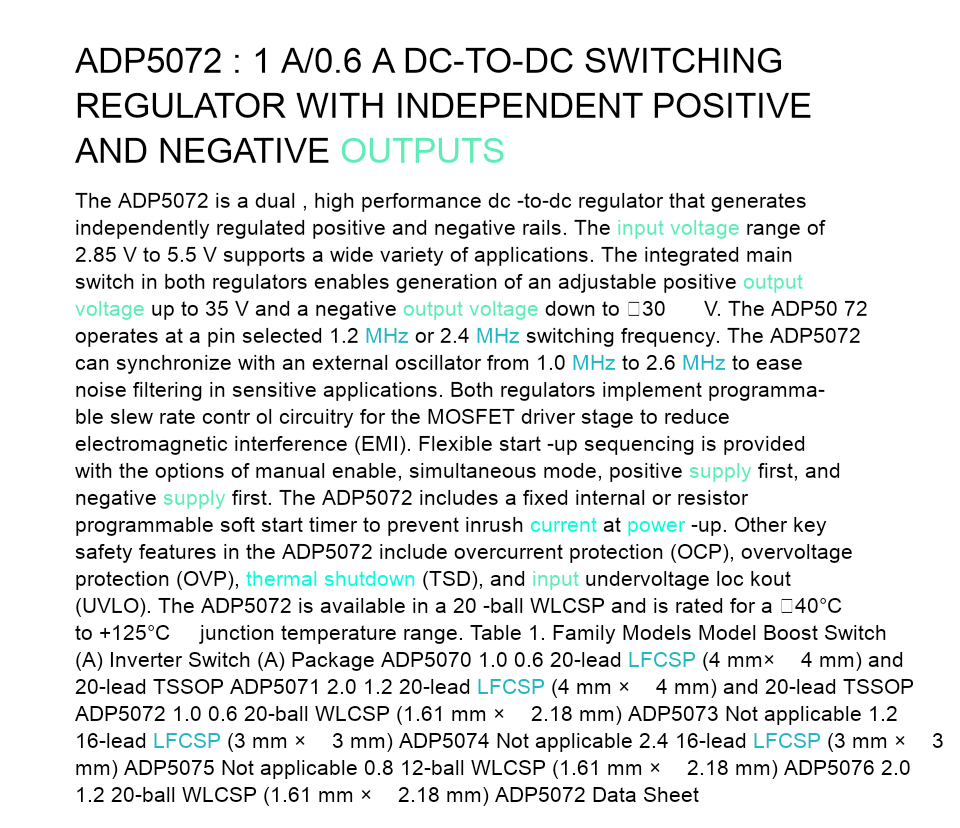 ADP5072 : 1 A/0.6 A DC-TO-DC SWITCHING
REGULATOR WITH INDEPENDENT POSITIVE
AND NEGATIVE OUTPUTS
The ADP5072 is a dual , high performance dc -to-dc regulator that generates
independently regulated positive and negative rails. The input voltage range of
2.85 V to 5.5 V supports a wide variety of applications. The integrated main
switch in both regulators enables generation of an adjustable positive output
voltage up to 35 V and a negative output voltage down to □30 V. The ADP50 72
operates at a pin selected 1.2 MHz or 2.4 MHz switching frequency. The ADP5072
can synchronize with an external oscillator from 1.0 MHz to 2.6 MHz to ease
noise filtering in sensitive applications. Both regulators implement programma-
ble slew rate contr ol circuitry for the MOSFET driver stage to reduce
electromagnetic interference (EMI). Flexible start -up sequencing is provided
with the options of manual enable, simultaneous mode, positive supply first, and
negative supply first. The ADP5072 includes a fixed internal or resistor
programmable soft start timer to prevent inrush current at power -up. Other key
safety features in the ADP5072 include overcurrent protection (OCP), overvoltage
protection (OVP), thermal shutdown (TSD), and input undervoltage loc kout
(UVLO). The ADP5072 is available in a 20 -ball WLCSP and is rated for a □40°C
to +125°C junction temperature range. Table 1. Family Models Model Boost Switch
(A) Inverter Switch (A) Package ADP5070 1.0 0.6 20-lead LFCSP (4 mm× 4 mm) and
20-lead TSSOP ADP5071 2.0 1.2 20-lead LFCSP (4 mm × 4 mm) and 20-lead TSSOP
ADP5072 1.0 0.6 20-ball WLCSP (1.61 mm × 2.18 mm) ADP5073 Not applicable 1.2
16-lead LFCSP (3 mm × 3 mm) ADP5074 Not applicable 2.4 16-lead LFCSP (3 mm × 3
mm) ADP5075 Not applicable 0.8 12-ball WLCSP (1.61 mm × 2.18 mm) ADP5076 2.0
1.2 20-ball WLCSP (1.61 mm × 2.18 mm) ADP5072 Data Sheet